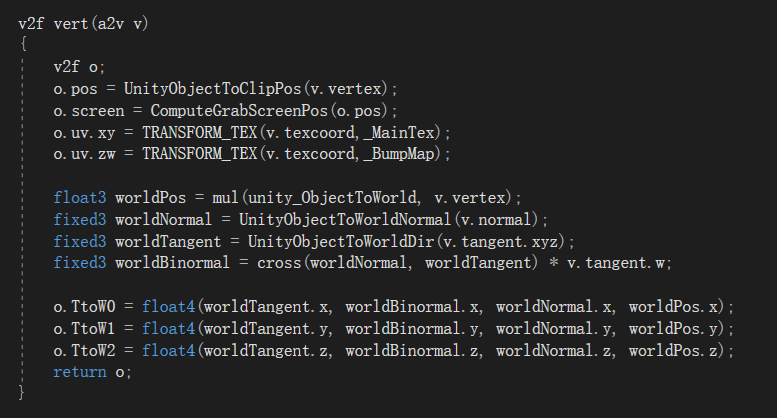 v2f vert(a2v v)
{
    v2f o;
    o.pos = UnityObjectToClipPos(v.vertex);
    o.screen = ComputeGrabScreenPos(o.pos);
    o.uv.xy = TRANSFORM_TEX(v.texcoord,_MainTex);
    o.uv.zw = TRANSFORM_TEX(v.texcoord,_BumpMap);

    float3 worldPos = mul(unity_ObjectToWorld, v.vertex);
    fixed3 worldNormal = UnityObjectToWorldNormal(v.normal);
    fixed3 worldTangent = UnityObjectToWorldDir(v.tangent.xyz);
    fixed3 worldBinormal = cross(worldNormal, worldTangent) * v.tangent.w;

    o.TtoW0 = float4(worldTangent.x, worldBinormal.x, worldNormal.x, worldPos.x);
    o.TtoW1 = float4(worldTangent.y, worldBinormal.y, worldNormal.y, worldPos.y);
    o.TtoW2 = float4(worldTangent.z, worldBinormal.z, worldNormal.z, worldPos.z);
    return o;
}